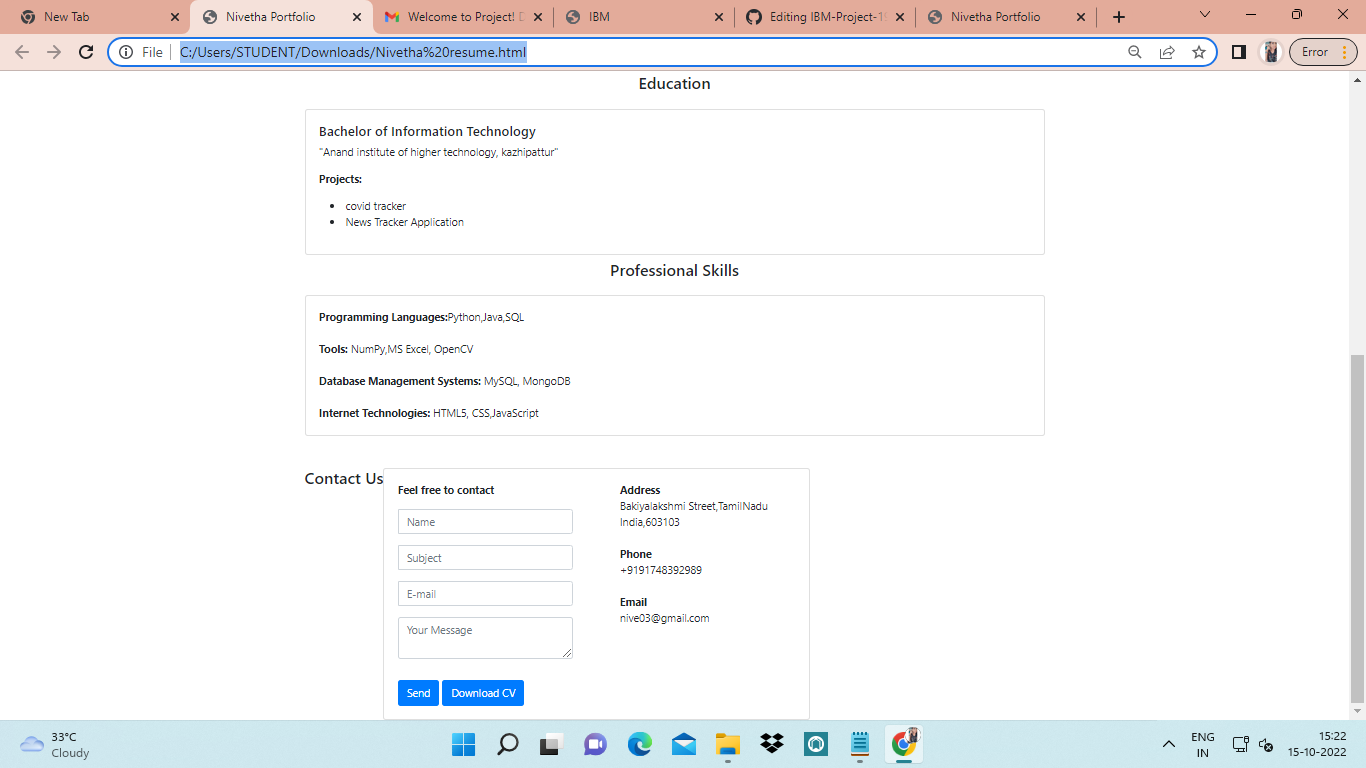 New Tab
Nivetha Portfolio
Welcome to Project! D
IBM
Editing IBM-Project-1
Nivetha Portfolio
File
C:/Users/STUDENT/Downloads/Nivetha%20resume.html
Error
Education
Bachelor of Information Technology
"Anand institute of higher technology, kazhipattur"
Projects:
covid tracker
News Tracker Application
Professional Skills
Programming Languages:Python,Java,SQL
Tools: NumPy,MS Excel, OpenCV
Database Management Systems: MySQL, MongoDB
Internet Technologies: HTML5, CSS,JavaScript
Contact Us
Feel free to contact
Name
Subject
E-mail
Your Message
Send
Download CV
Address
Bakiyalakshmi Street,TamilNadu
India,603103
Phone
+9191748392989
Email
nive03@gmail.com
33°C
Cloudy
ENG
IN
15:22
15-10-2022